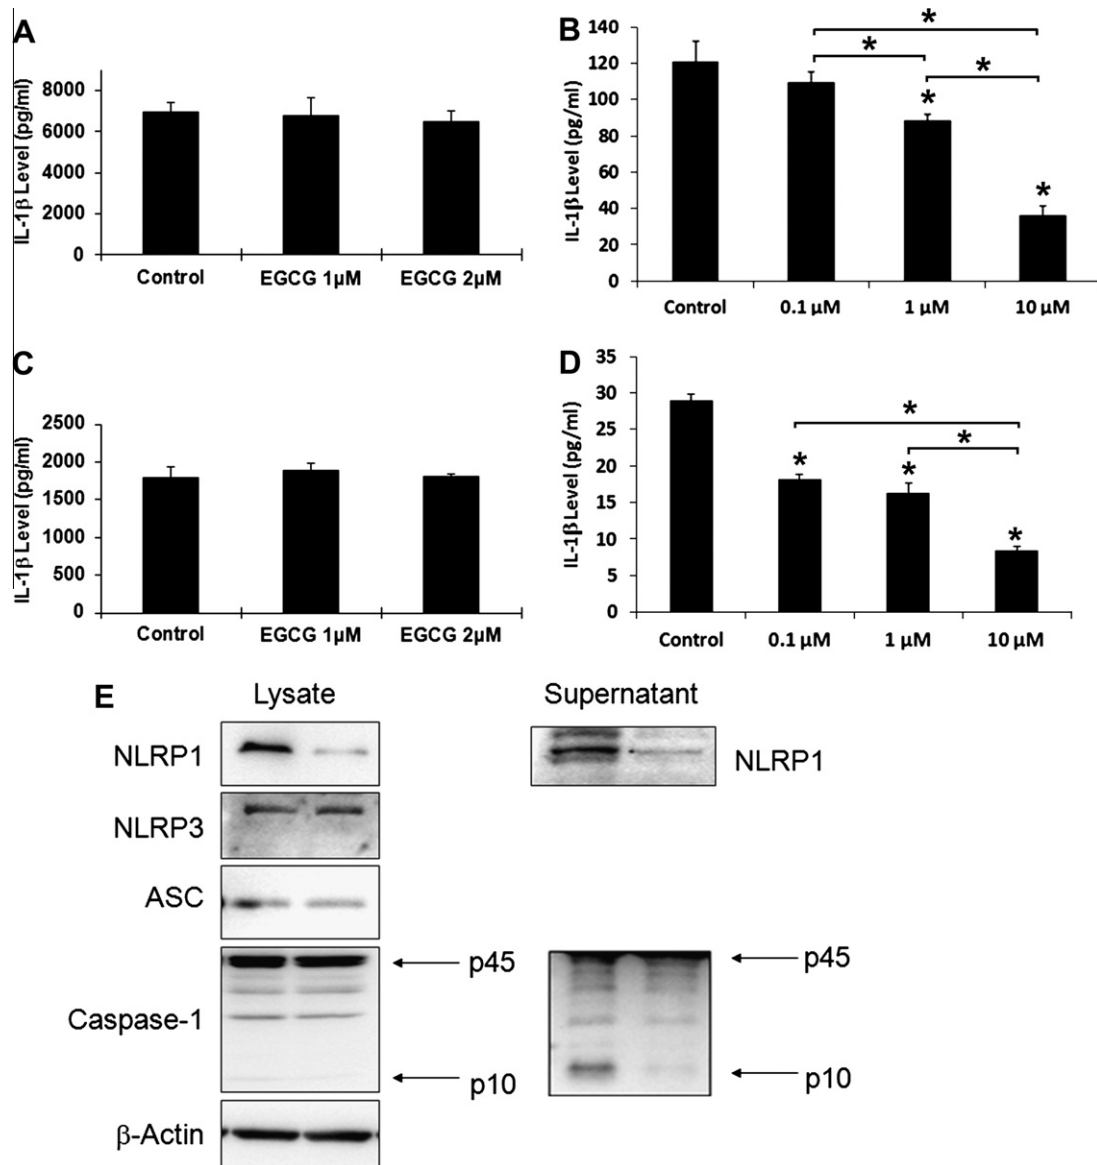 A
IL-1β Level (pg/ml)
8000
6000
4000
2000
0
Control
EGCG 1µM
EGCG 2µM
B
IL-1β Level (pg/ml)
140
120
100
80
60
40
20
0
*
*
*
*
*
Control
0.1 µM
1 µM
10 µM
C
IL-1β Level (pg/ml)
2500
2000
1500
1000
500
0
Control
EGCG 1µM
EGCG 2µM
D
IL-1β Level (pg/ml)
35
30
25
20
15
10
5
0
*
*
*
*
*
Control
0.1 µM
1 µM
10 µM
E
Lysate
Supernatant
NLRP1
NLRP1
NLRP3
ASC
Caspase-1
p45
p45
p10
p10
β-Actin